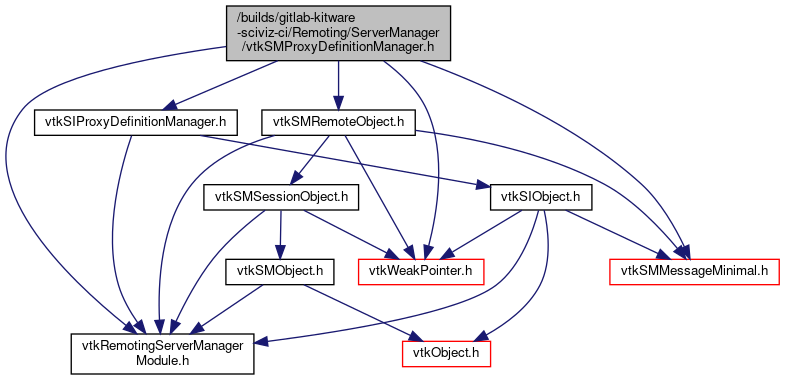 /builds/gitlab-kitware
-sciviz-ci/Remoting/ServerManager
/vtkSMProxyDefinitionManager.h
vtkSIProxyDefinitionManager.h
vtkSMRemoteObject.h
vtkSMSessionObject.h
vtkSIObject.h
vtkSMObject.h
vtkWeakPointer.h
vtkSMMessageMinimal.h
vtkRemotingServerManager
Module.h
vtkObject.h